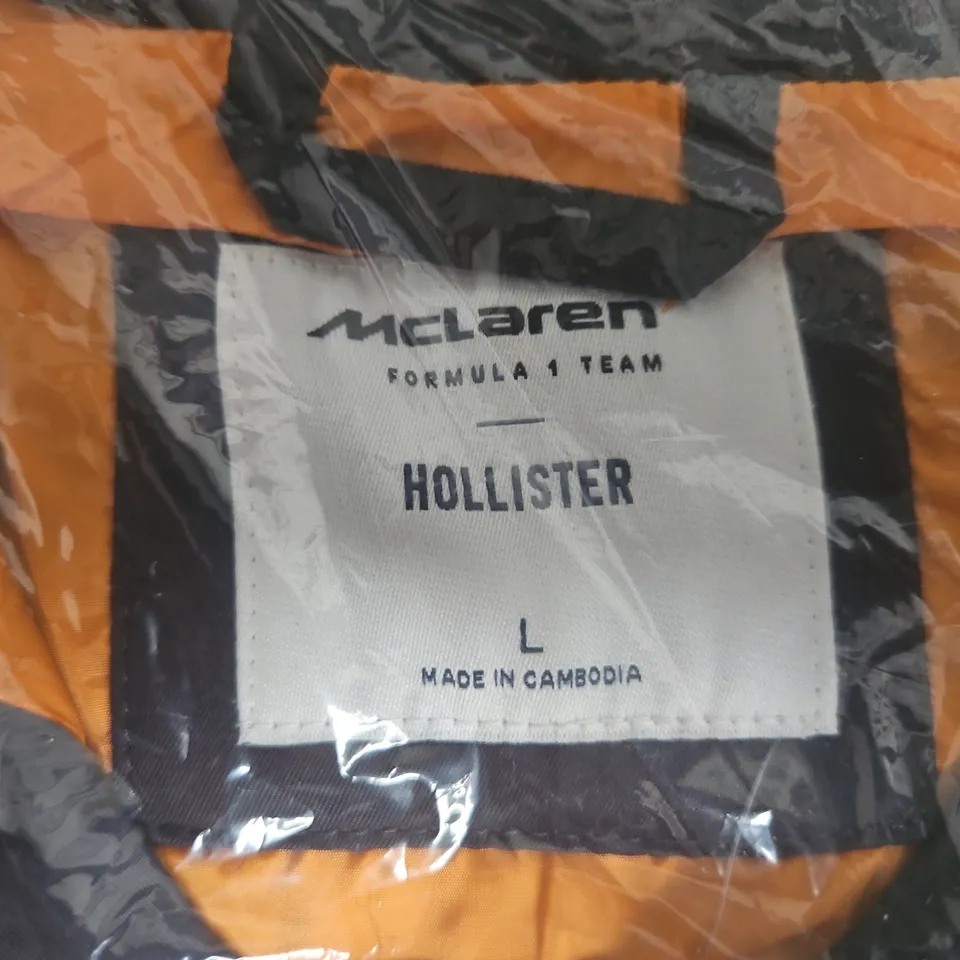 McLaren
FORMULA 1 TEAM
HOLLISTER
L
MADE IN CAMBODIA